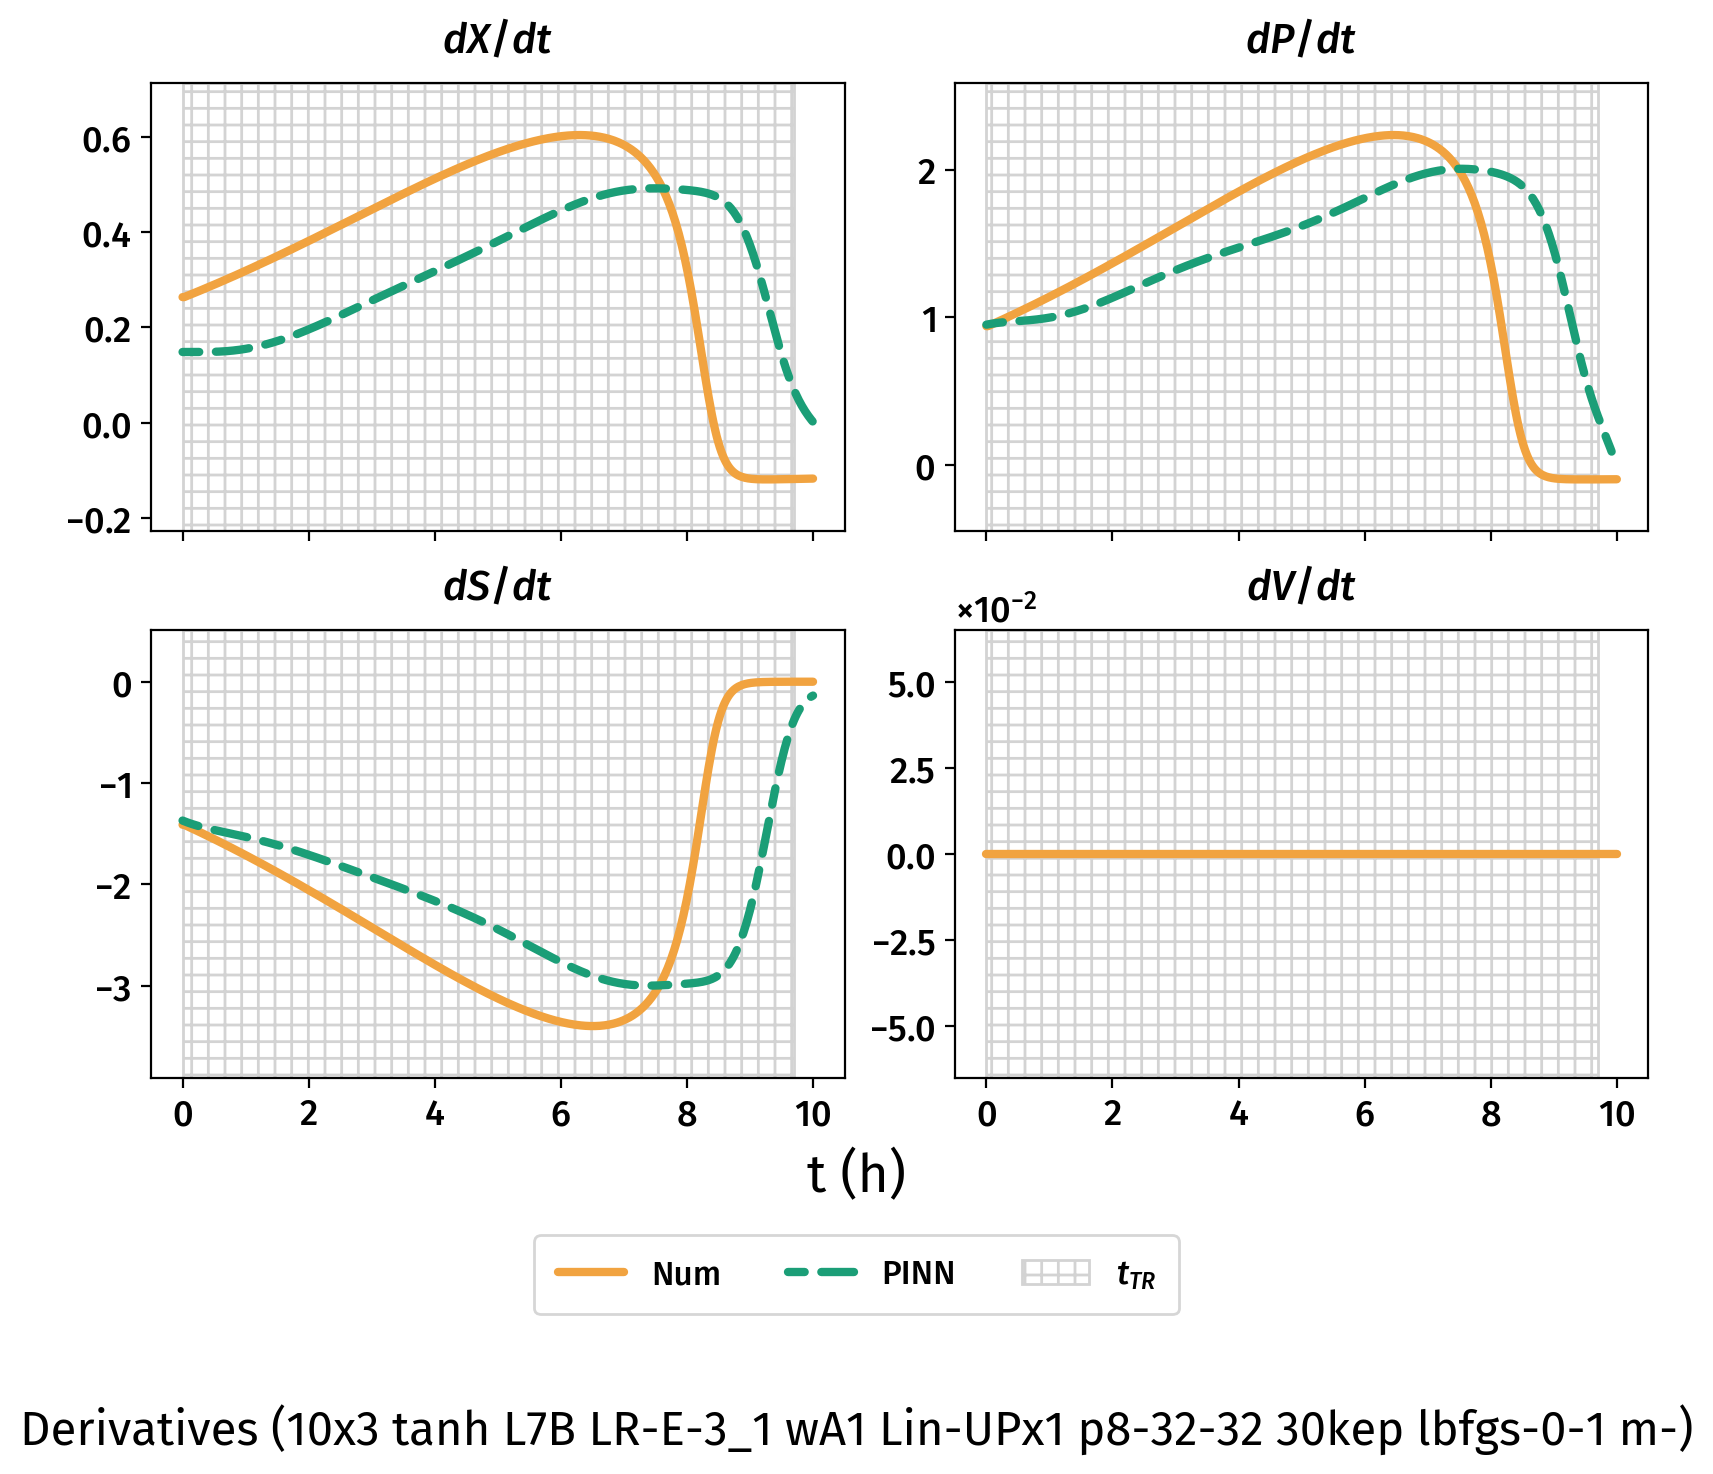 dX/dt
dP/dt
0.6
0.4
0.2
0.0
−0.2
2
1
0
dS/dt
dV/dt
×10⁻²
0
−1
−2
−3
5.0
2.5
0.0
−2.5
−5.0
0 2 4 6 8 10
0 2 4 6 8 10
t (h)
Num PINN t_TR
Derivatives (10x3 tanh L7B LR-E-3_1 wA1 Lin-UPx1 p8-32-32 30kep lbfgs-0-1 m-)